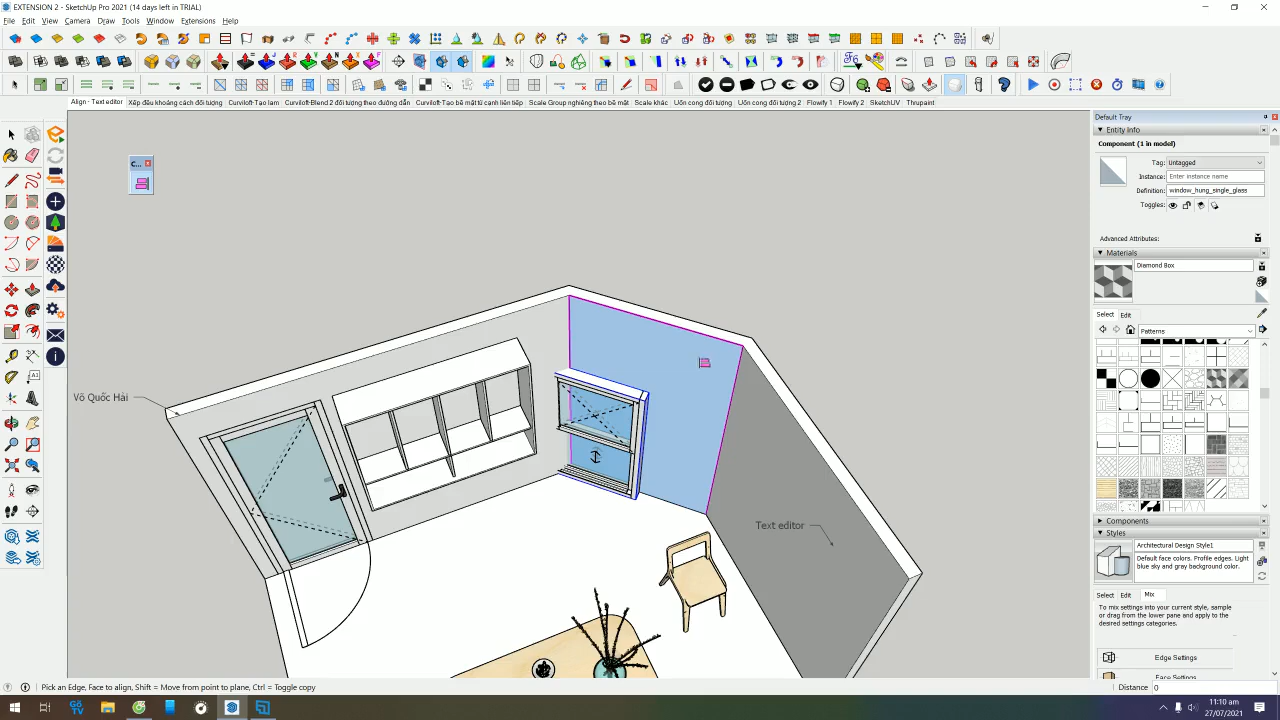 EXTENSION 2 - SketchUp Pro 2021 (14 days left in TRIAL)
File Edit View Camera Draw Tools Window Extensions Help
Align - Text editor Xếp đều khoảng cách đối tượng Curviloft-Tạo lam Curviloft-Blend 2 đối tượng theo đường dẫn Curviloft-Tạo bề mặt từ cạnh liên tiếp Scale Group nghiêng theo bề mặt Scale khác Uốn cong đối tượng Uốn cong đối tượng 2 Flowify 1 Flowify 2 SketchUV Thrupaint
C...
Võ Quốc Hải
Text editor
Default Tray
Entity Info
Component (1 in model)
Tag: Untagged
Instance: Enter instance name
Definition: window_hung_single_glass
Toggles:
Advanced Attributes:
Materials
Diamond Box
Select Edit
Patterns
Components
Styles
Architectural Design Style1
Default face colors. Profile edges. Light
blue sky and gray background color.
Select Edit Mix
To mix settings into your current style, sample
or drag from the lower pane and apply to the
desired settings categories.
Edge Settings
Face Settings
Pick an Edge, Face to align, Shift = Move from point to plane, Ctrl = Toggle copy
Distance 0
11:10 am
27/07/2021